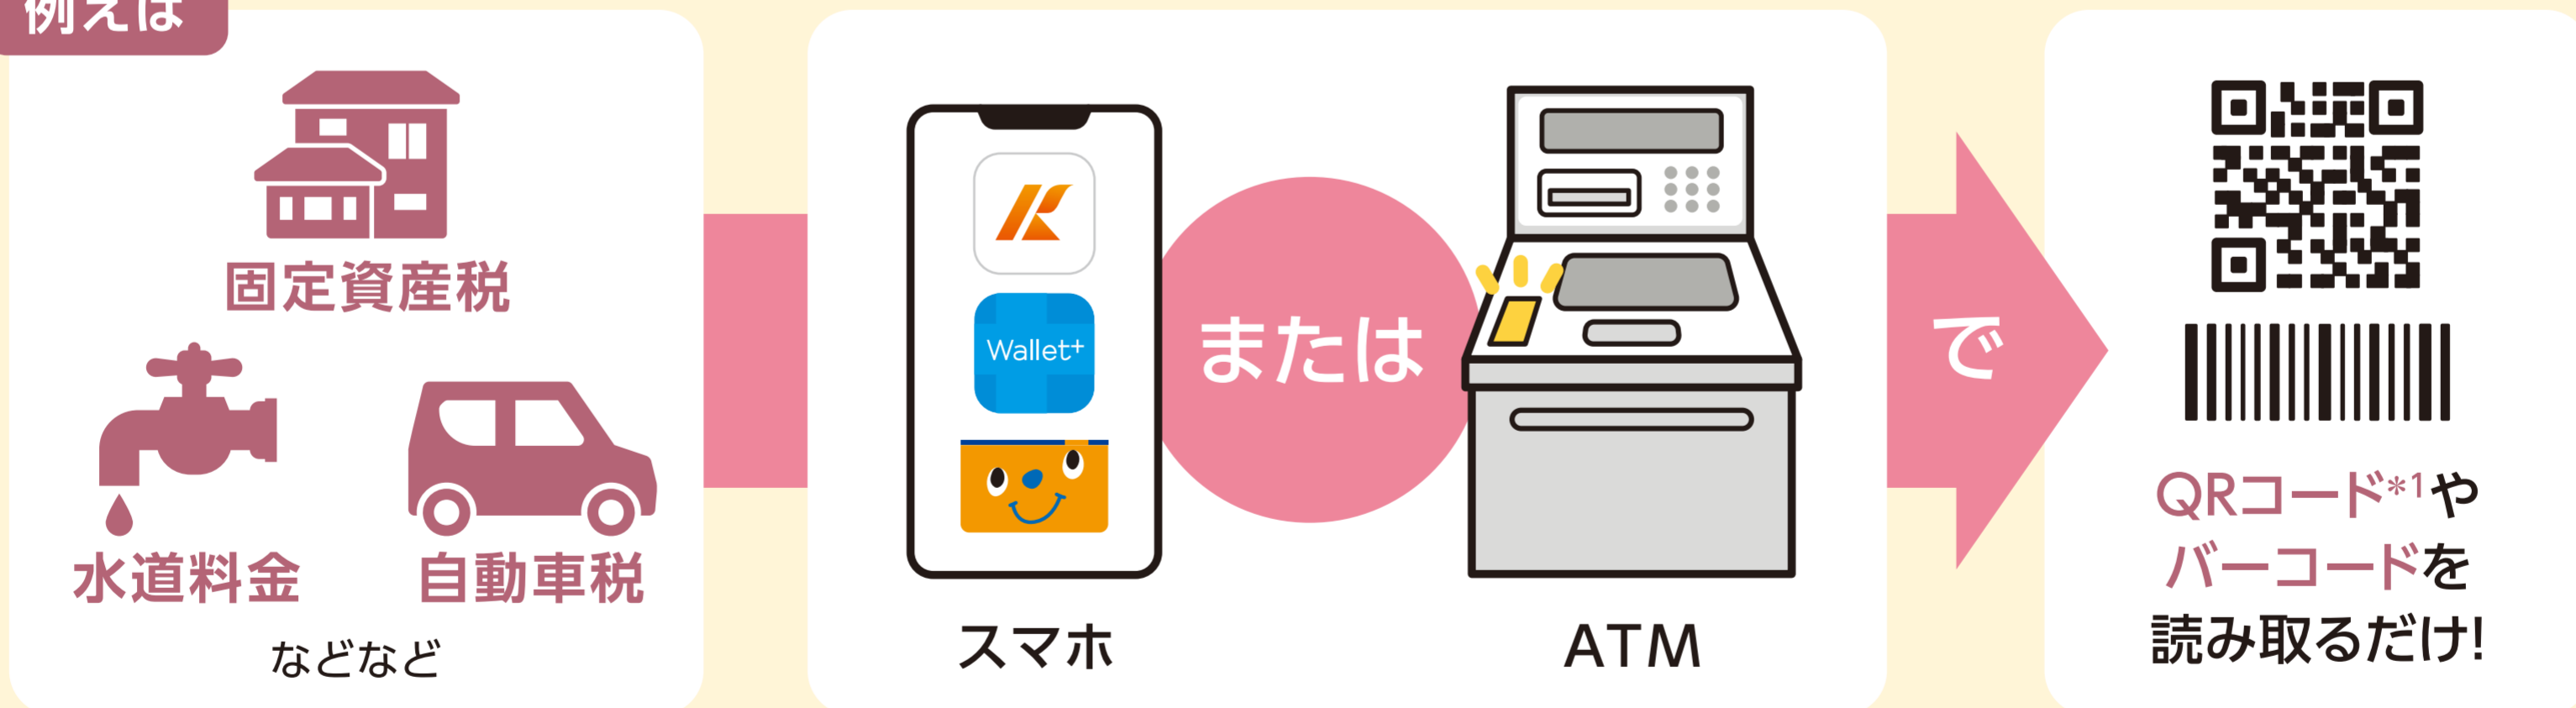 例えば
固定資産税
水道料金
自動車税
などなど
Wallet+
または
スマホ
ATM
で
QRコード*1や
バーコードを
読み取るだけ!